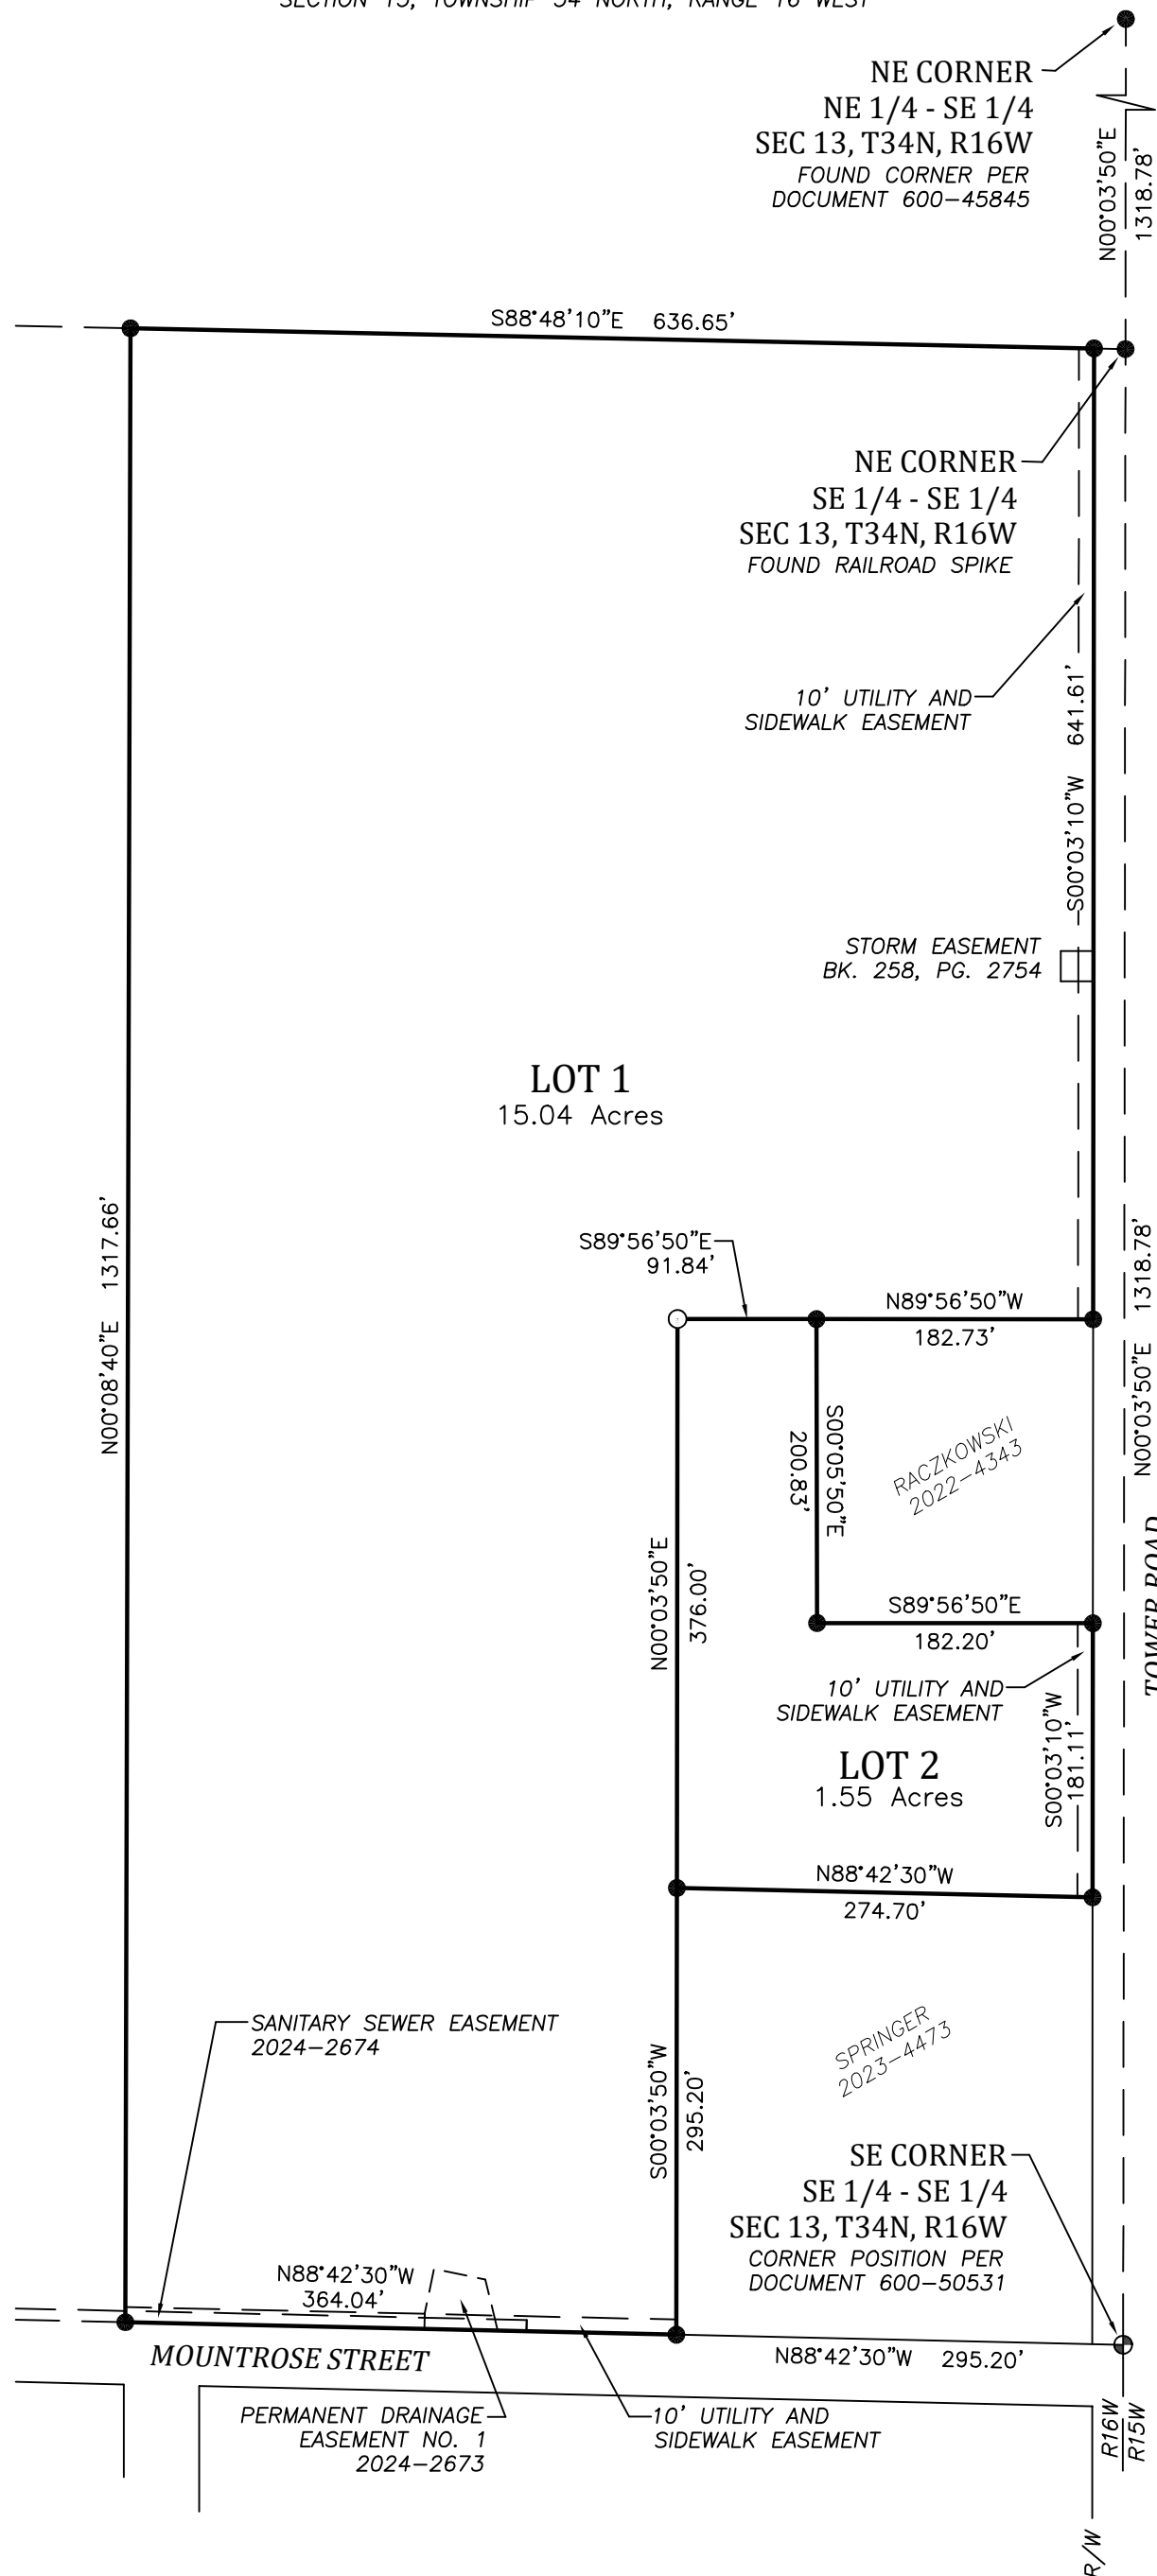 NE CORNER
NE 1/4 - SE 1/4
SEC 13, T34N, R16W
FOUND CORNER PER
DOCUMENT 600-45845
N00°03'50"E
1318.78'
S88°48'10"E 636.65'
NE CORNER
SE 1/4 - SE 1/4
SEC 13, T34N, R16W
FOUND RAILROAD SPIKE
10' UTILITY AND
SIDEWALK EASEMENT
S00°03'10"W 641.61'
STORM EASEMENT
BK. 258, PG. 2754
LOT 1
15.04 Acres
N00°08'40"E 1317.66'
S89°56'50"E
91.84'
N89°56'50"W
182.73'
N00°03'50"E 1318.78'
S00°05'50"E
200.83'
RACZKOWSKI
2022-4343
TOWER ROAD
N00°03'50"E
376.00'
S89°56'50"E
182.20'
10' UTILITY AND
SIDEWALK EASEMENT
S00°03'10"W
181.11'
LOT 2
1.55 Acres
N88°42'30"W
274.70'
SANITARY SEWER EASEMENT
2024-2674
SPRINGER
2023-4473
S00°03'50"W
295.20'
SE CORNER
SE 1/4 - SE 1/4
SEC 13, T34N, R16W
CORNER POSITION PER
DOCUMENT 600-50531
N88°42'30"W
364.04'
MOUNTROSE STREET
N88°42'30"W 295.20'
PERMANENT DRAINAGE
EASEMENT NO. 1
2024-2673
10' UTILITY AND
SIDEWALK EASEMENT
R16W
R15W
R/W